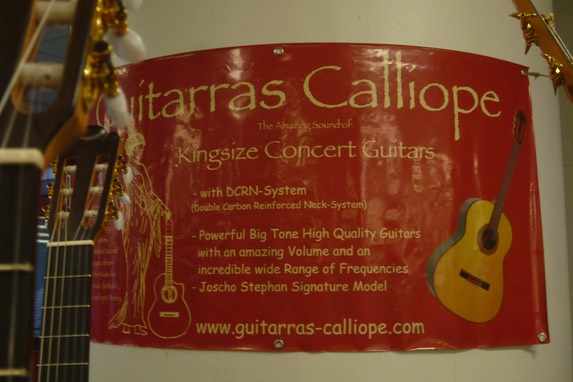 Guitarras Calliope
The Amazing Sound of
Kingsize Concert Guitars
- with DCRN-System
(Double Carbon Reinforced Neck-System)
- Powerful Big Tone High Quality Guitars
with an amazing Volume and an
incredible wide Range of Frequencies
- Joscho Stephan Signature Model
www.guitarras-calliope.com